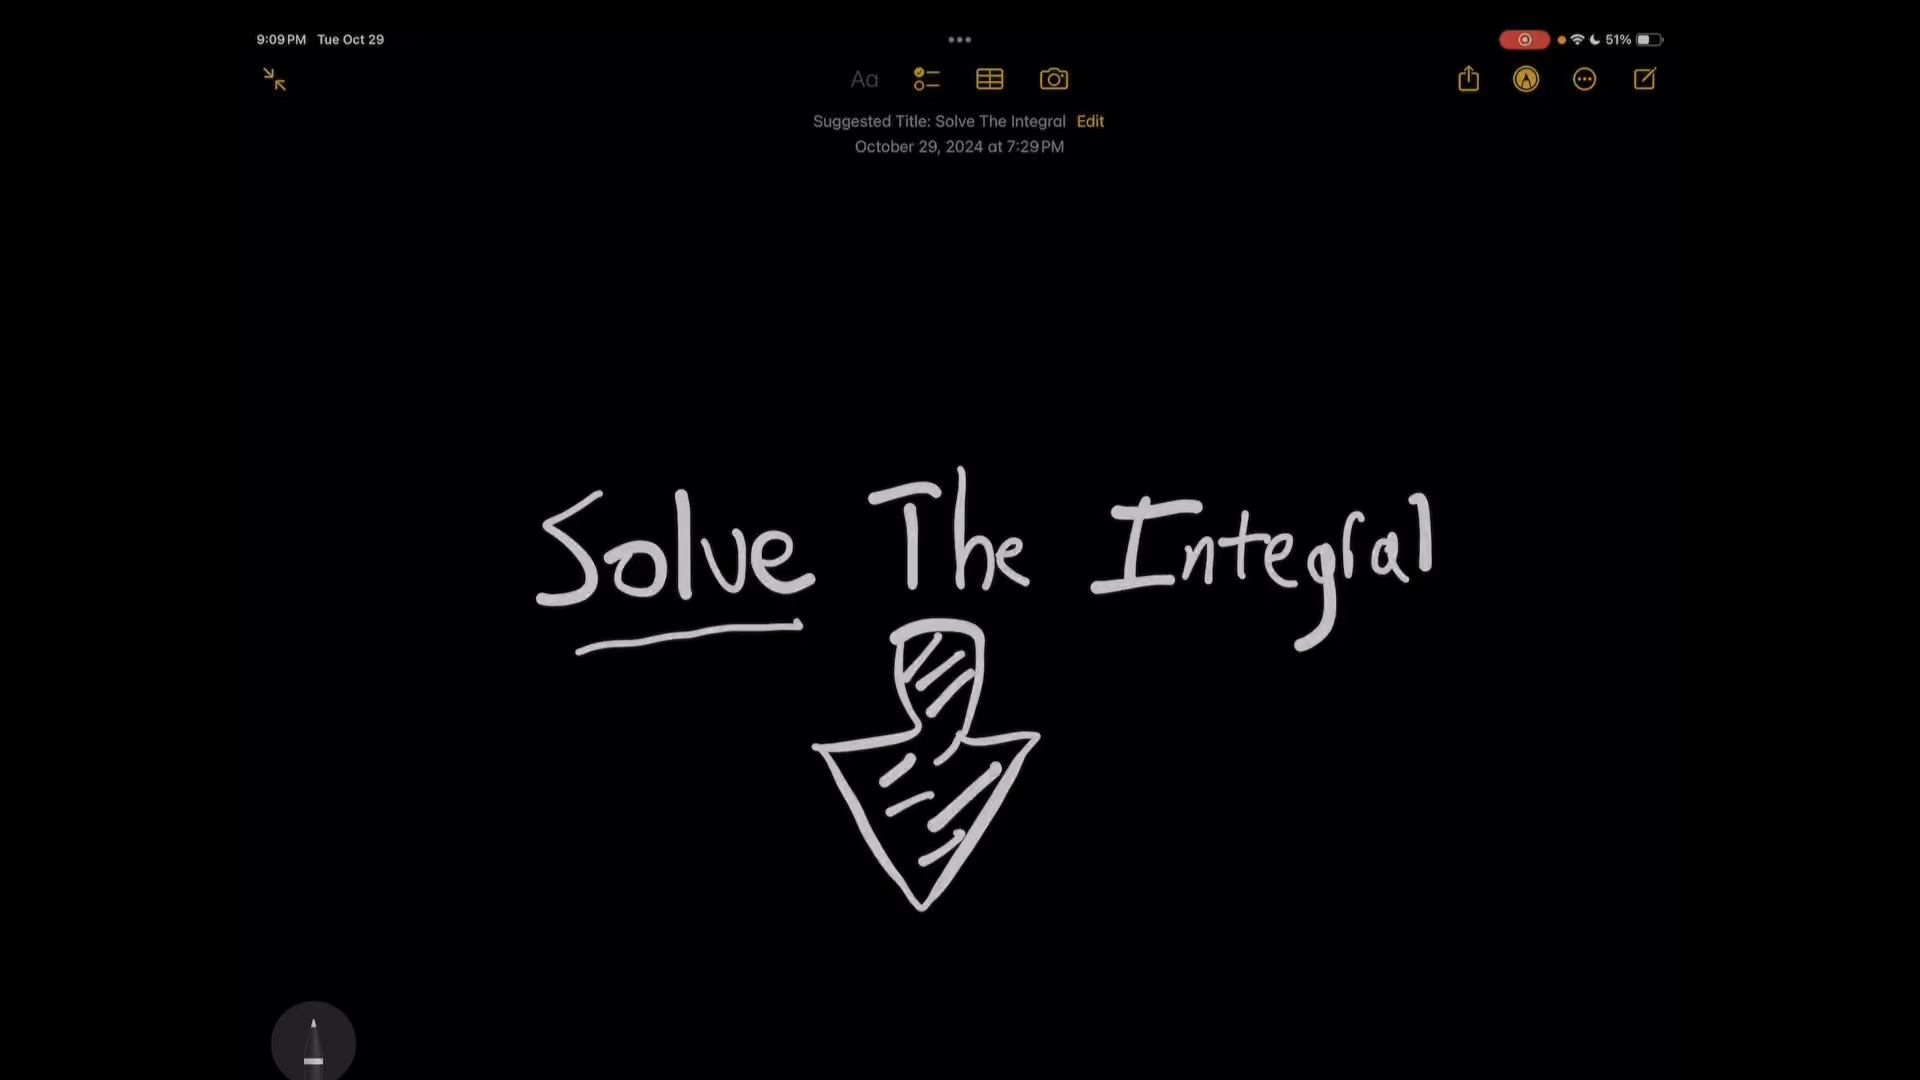 9:09 PM Tue Oct 29
51%
Aa
Suggested Title: Solve The Integral Edit
October 29, 2024 at 7:29 PM
Solve The Integral